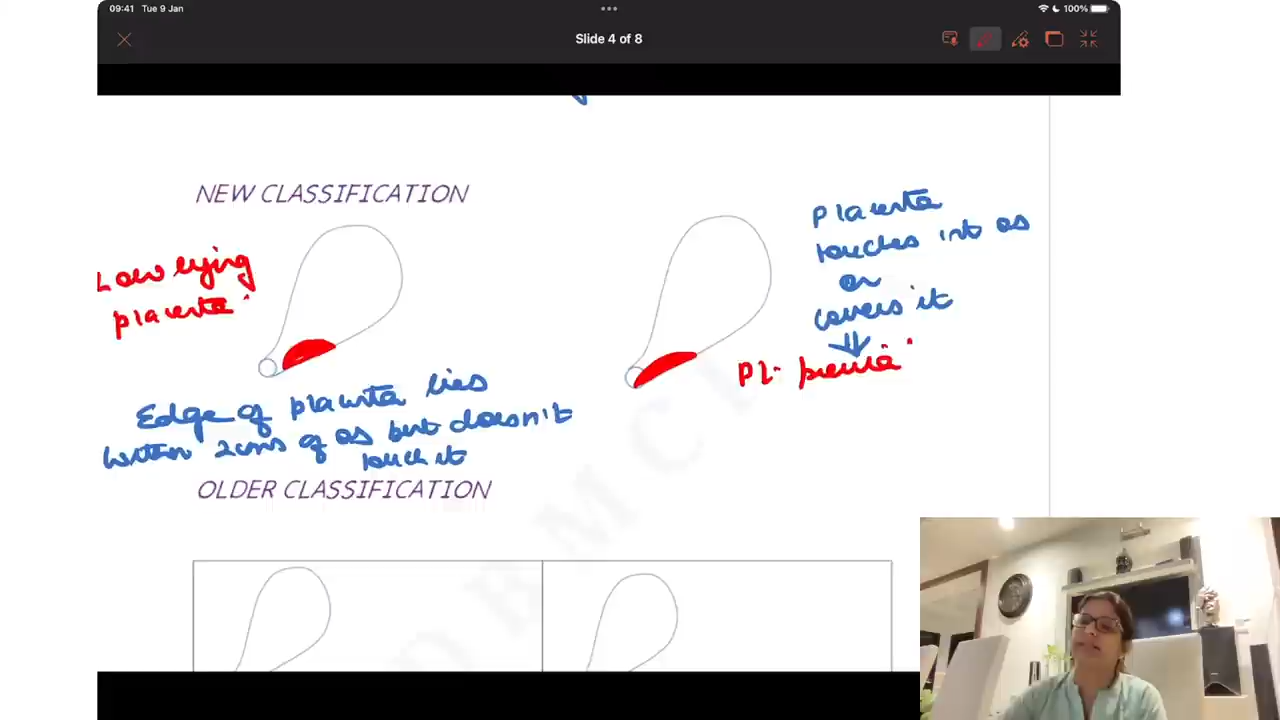 09:41 Tue 9 Jan
100%
Slide 4 of 8
NEW CLASSIFICATION
Low lying
placenta
Placenta
touches int os
or
covers it
Pl. previa
Edge of placenta lies
within 2cms of os but doesn't
touch it
OLDER CLASSIFICATION